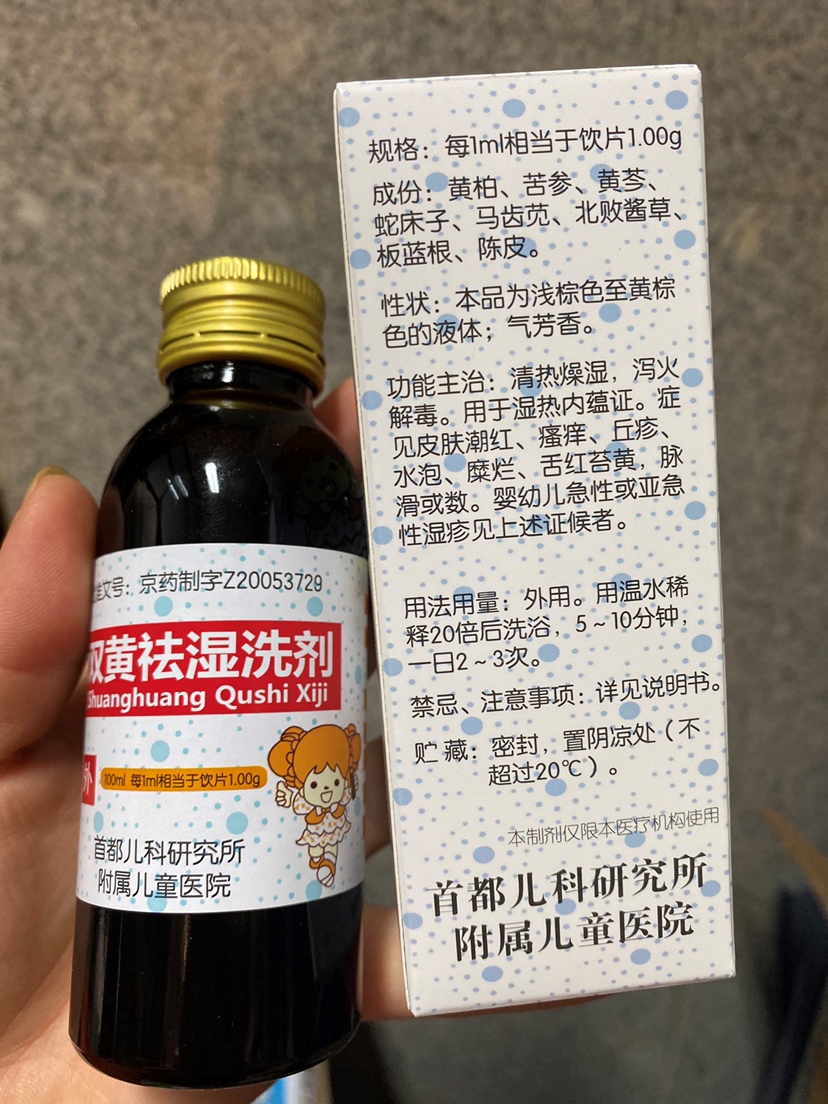 准文号：京药制字Z20053729
双黄祛湿洗剂
Shuanghuang Qushi Xiji
外
100ml 每1ml相当于饮片1.00g
首都儿科研究所
附属儿童医院
规格：每1ml相当于饮片1.00g
成份：黄柏、苦参、黄芩、
蛇床子、马齿苋、北败酱草、
板蓝根、陈皮。
性状：本品为浅棕色至黄棕
色的液体；气芳香。
功能主治：清热燥湿，泻火
解毒。用于湿热内蕴证。症
见皮肤潮红、瘙痒、丘疹、
水泡、糜烂、舌红苔黄，脉
滑或数。婴幼儿急性或亚急
性湿疹见上述证候者。
用法用量：外用。用温水稀
释20倍后洗浴，5～10分钟，
一日2～3次。
禁忌、注意事项：详见说明书。
贮藏：密封，置阴凉处（不
超过20℃）。
本制剂仅限本医疗机构使用
首都儿科研究所
附属儿童医院